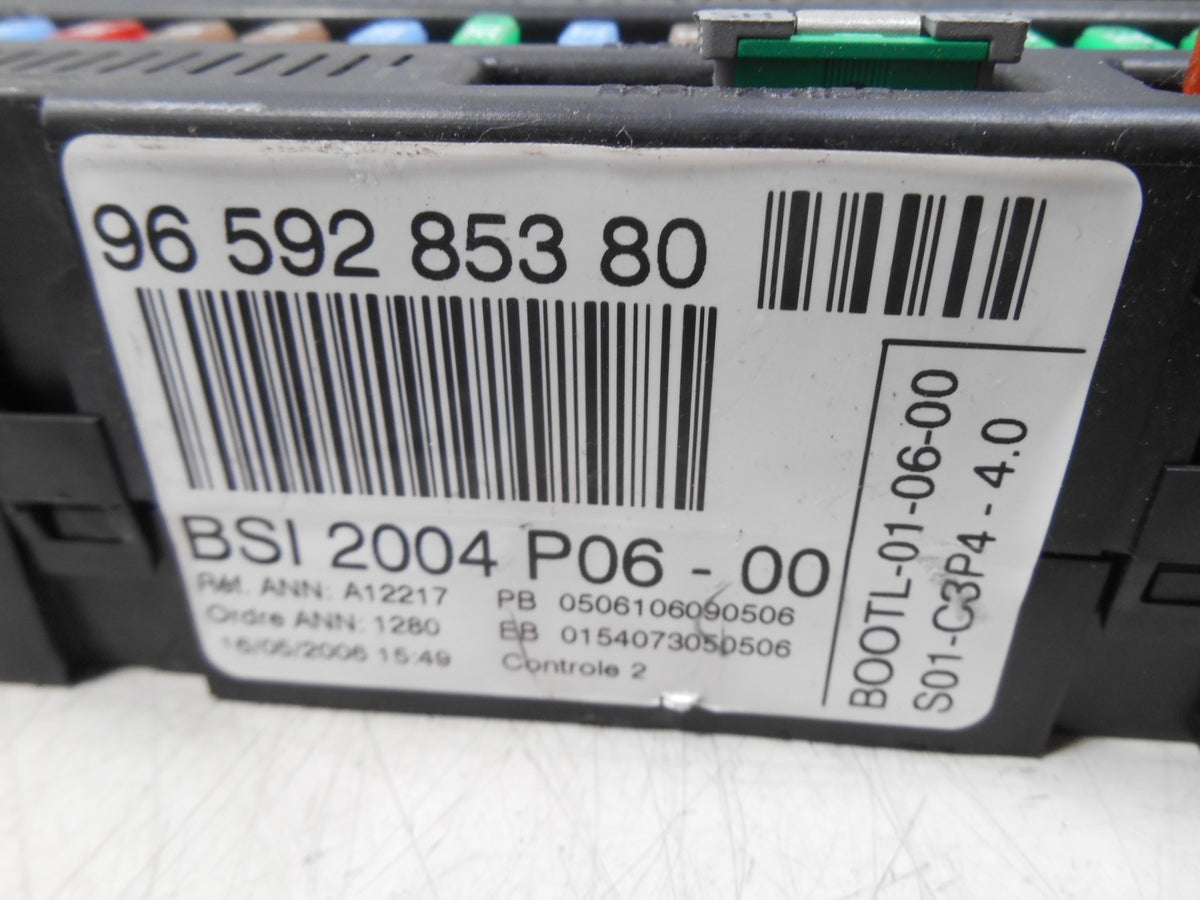 96 592 853 80
BSI 2004 P06 - 00
Réf. ANN: A12217
Ordre ANN: 1280
16/05/2006 15:49
PB 0506106090506
EB 0154073050506
Controle 2
BOOTL-01-06-00
S01-C3P4 - 4.0